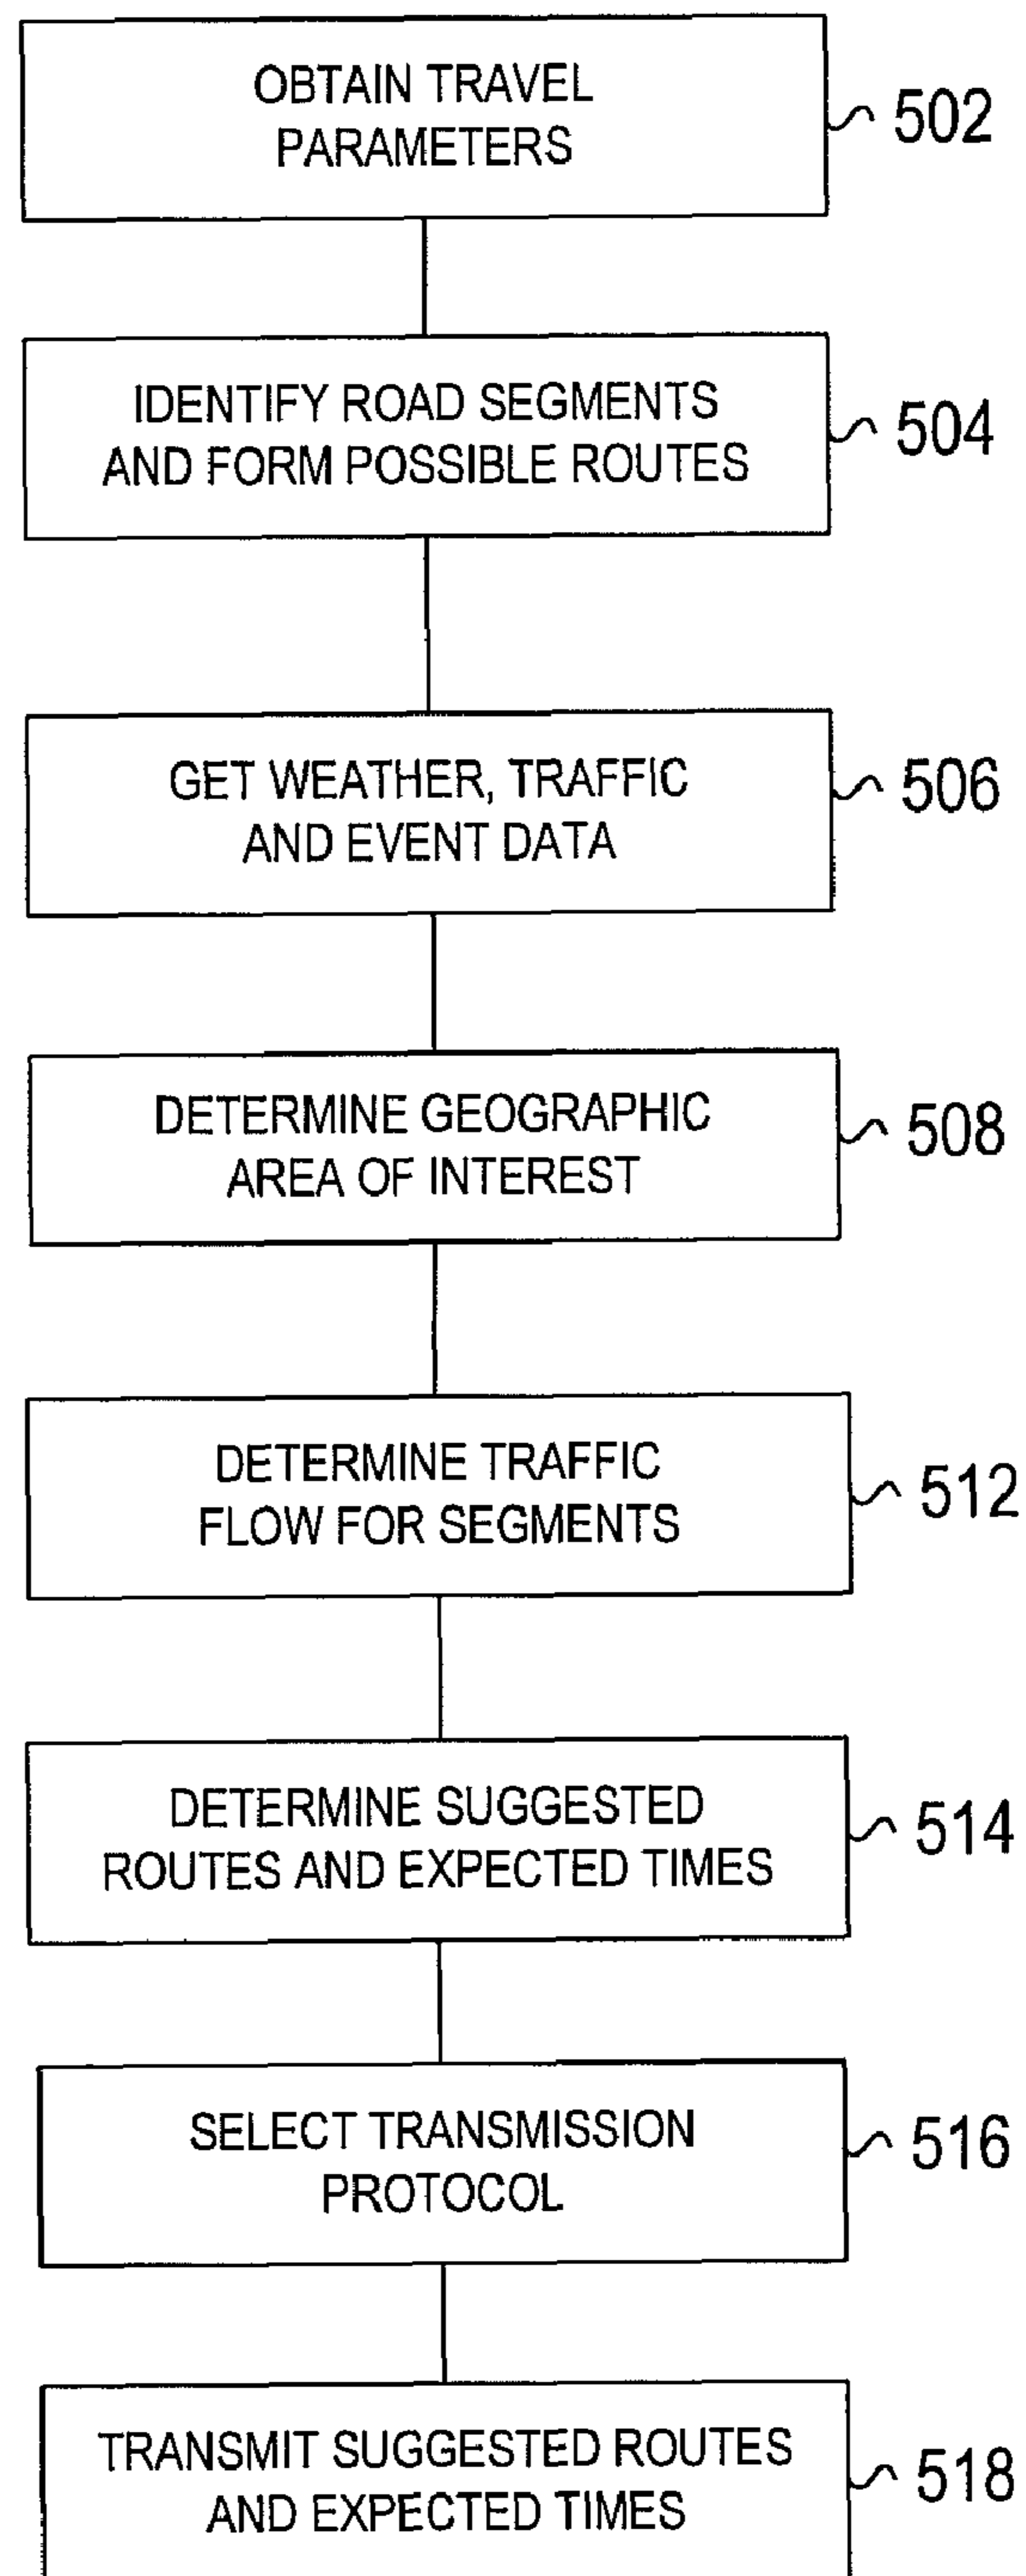 OBTAIN TRAVEL
PARAMETERS
502
IDENTIFY ROAD SEGMENTS
AND FORM POSSIBLE ROUTES
504
GET WEATHER, TRAFFIC
AND EVENT DATA
506
DETERMINE GEOGRAPHIC
AREA OF INTEREST
508
DETERMINE TRAFFIC
FLOW FOR SEGMENTS
512
DETERMINE SUGGESTED
ROUTES AND EXPECTED TIMES
514
SELECT TRANSMISSION
PROTOCOL
516
TRANSMIT SUGGESTED ROUTES
AND EXPECTED TIMES
518